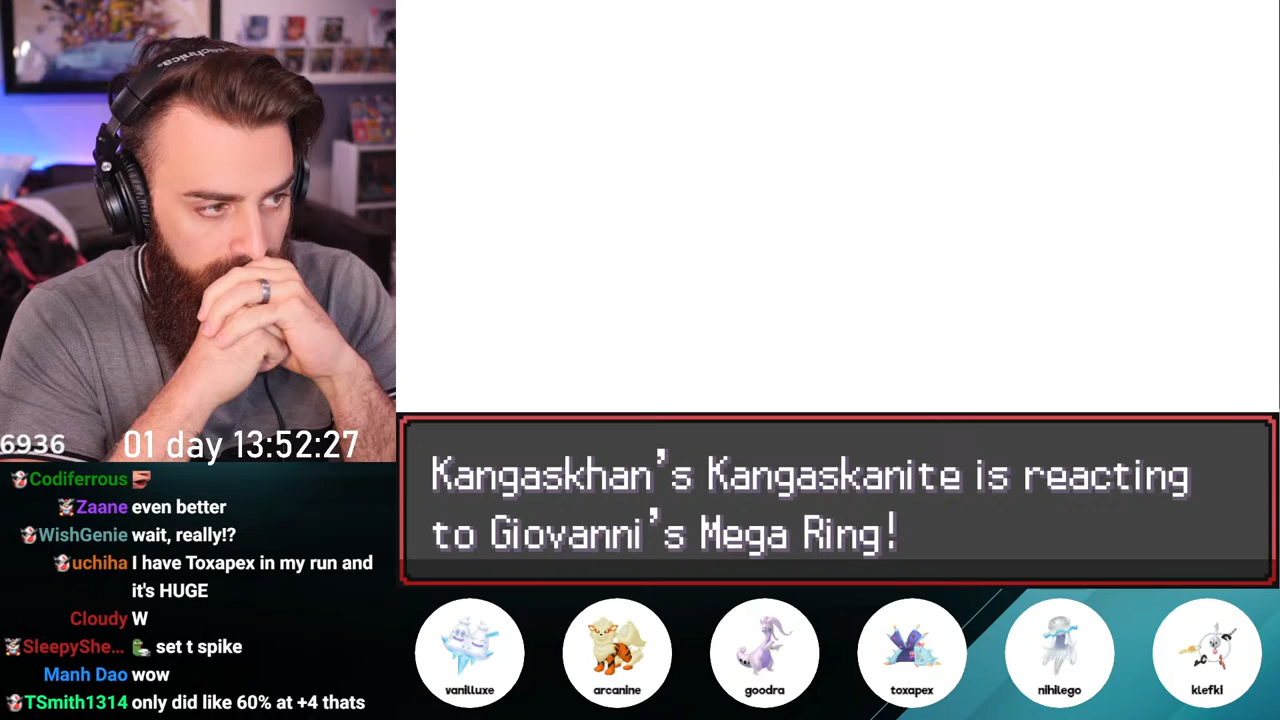 technica
6936 01 day 13:52:27
Codiferrous
Zaane even better
WishGenie wait, really!?
uchiha I have Toxapex in my run and
it's HUGE
Cloudy W
SleepyShe... set t spike
Manh Dao wow
TSmith1314 only did like 60% at +4 thats
Kangaskhan's Kangaskanite is reacting
to Giovanni's Mega Ring!
vanilluxe arcanine goodra toxapex nihilego klefki